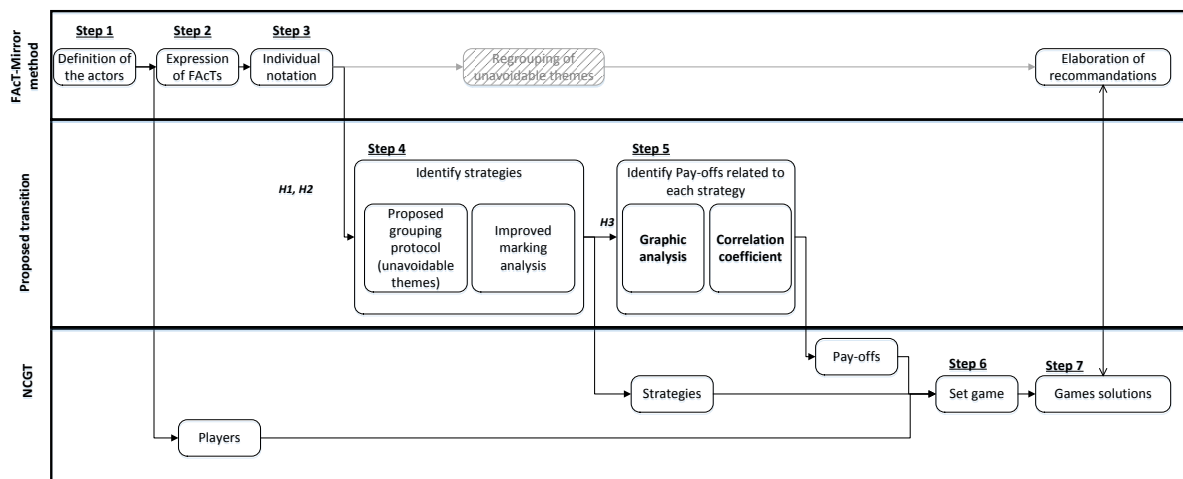 FAcT-Mirror
method
Step 1
Definition of
the actors
Step 2
Expression
of FAcTs
Step 3
Individual
notation
Regrouping of
unavoidable themes
Elaboration of
recommandations
Proposed transition
H1, H2
Step 4
Identify strategies
Proposed
grouping
protocol
(unavoidable
themes)
Improved
marking
analysis
H3
Step 5
Identify Pay-offs related to
each strategy
Graphic
analysis
Correlation
coefficient
NCGT
Players
Strategies
Pay-offs
Step 6
Set game
Step 7
Games solutions